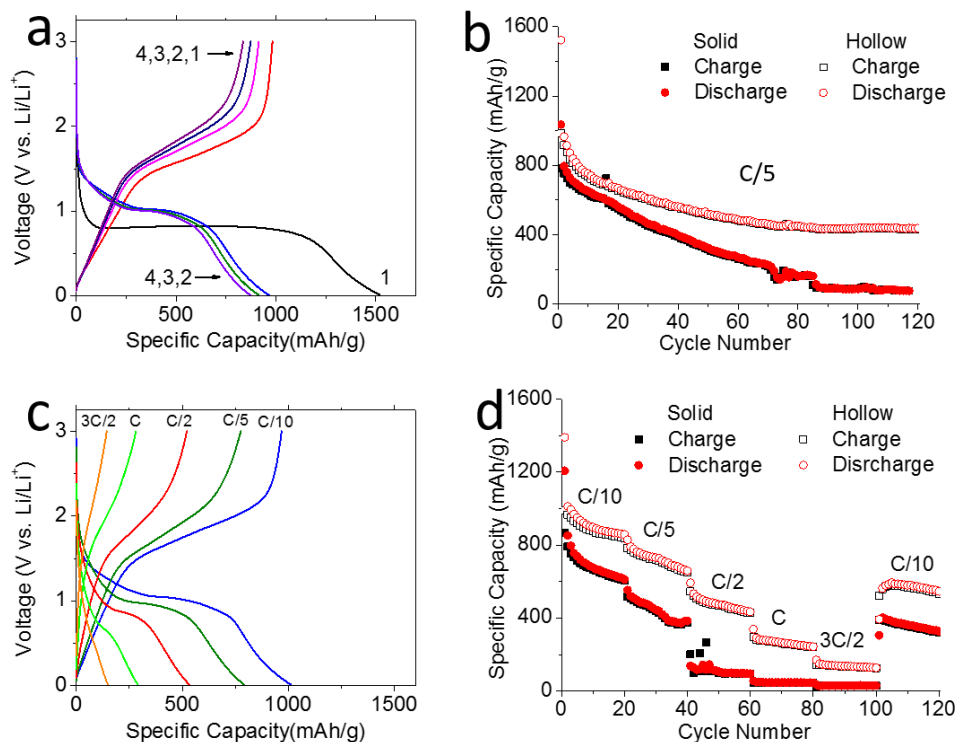 a
3
2
1
0
0 500 1000 1500
Voltage (V vs. Li/Li⁺)
Specific Capacity(mAh/g)
4,3,2,1
4,3,2
1
b
1600
1200
800
400
0
0 20 40 60 80 100 120
Specific Capacity (mAh/g)
Cycle Number
Solid Hollow
Charge Charge
Discharge Discharge
C/5
c
3C/2 C C/2 C/5 C/10
3
2
1
0
0 500 1000 1500
Voltage (V vs. Li/Li⁺)
Specific Capacity(mAh/g)
d
1600
1200
800
400
0
0 20 40 60 80 100 120
Specific Capacity (mAh/g)
Cycle Number
Solid Hollow
Charge Charge
Discharge Disrcharge
C/10
C/5
C/2
C
3C/2
C/10